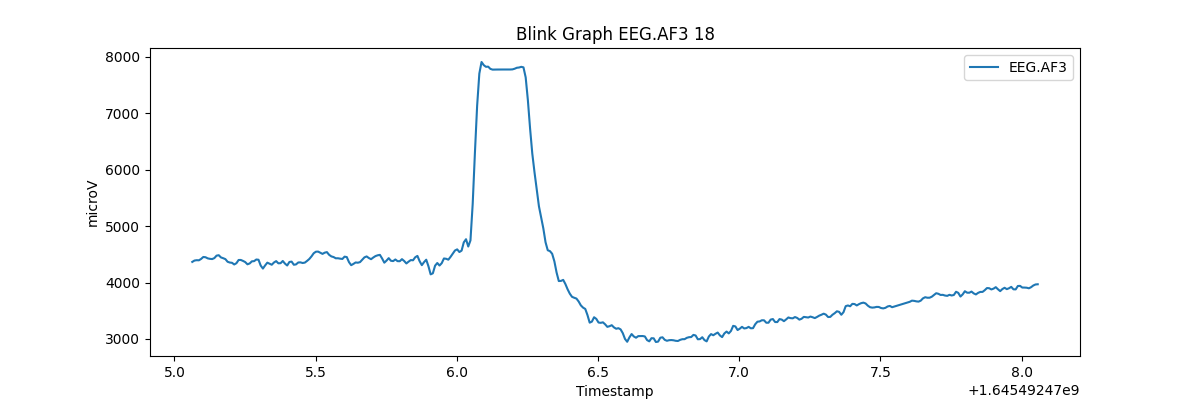 Blink Graph EEG.AF3 18
EEG.AF3
8000
7000
6000
5000
4000
3000
microV
5.0 5.5 6.0 6.5 7.0 7.5 8.0
Timestamp
+1.64549247e9